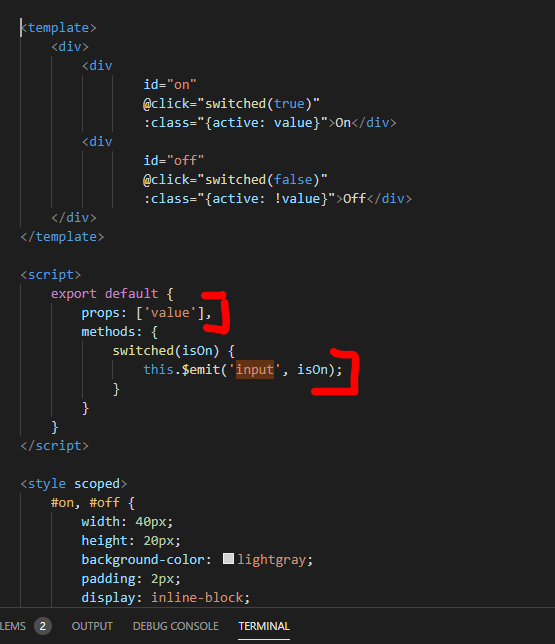 <template>
<div>
<div
id="on"
@click="switched(true)"
:class="{active: value}">On</div>
<div
id="off"
@click="switched(false)"
:class="{active: !value}">Off</div>
</div>
</template>
<script>
export default {
props: ['value'],
methods: {
switched(isOn) {
this.$emit('input', isOn);
}
}
}
</script>
<style scoped>
#on, #off {
width: 40px;
height: 20px;
background-color: lightgray;
padding: 2px;
display: inline-block;
LEMS 2 OUTPUT DEBUG CONSOLE TERMINAL